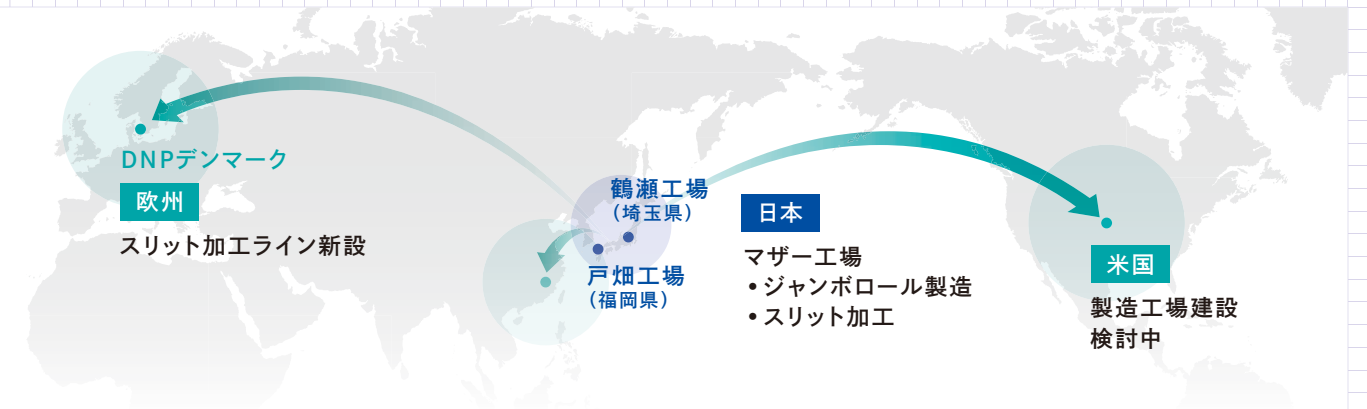 DNPデンマーク
欧州
スリット加工ライン新設
鶴瀬工場
（埼玉県）
戸畑工場
（福岡県）
日本
マザー工場
•ジャンボロール製造
•スリット加工
米国
製造工場建設
検討中